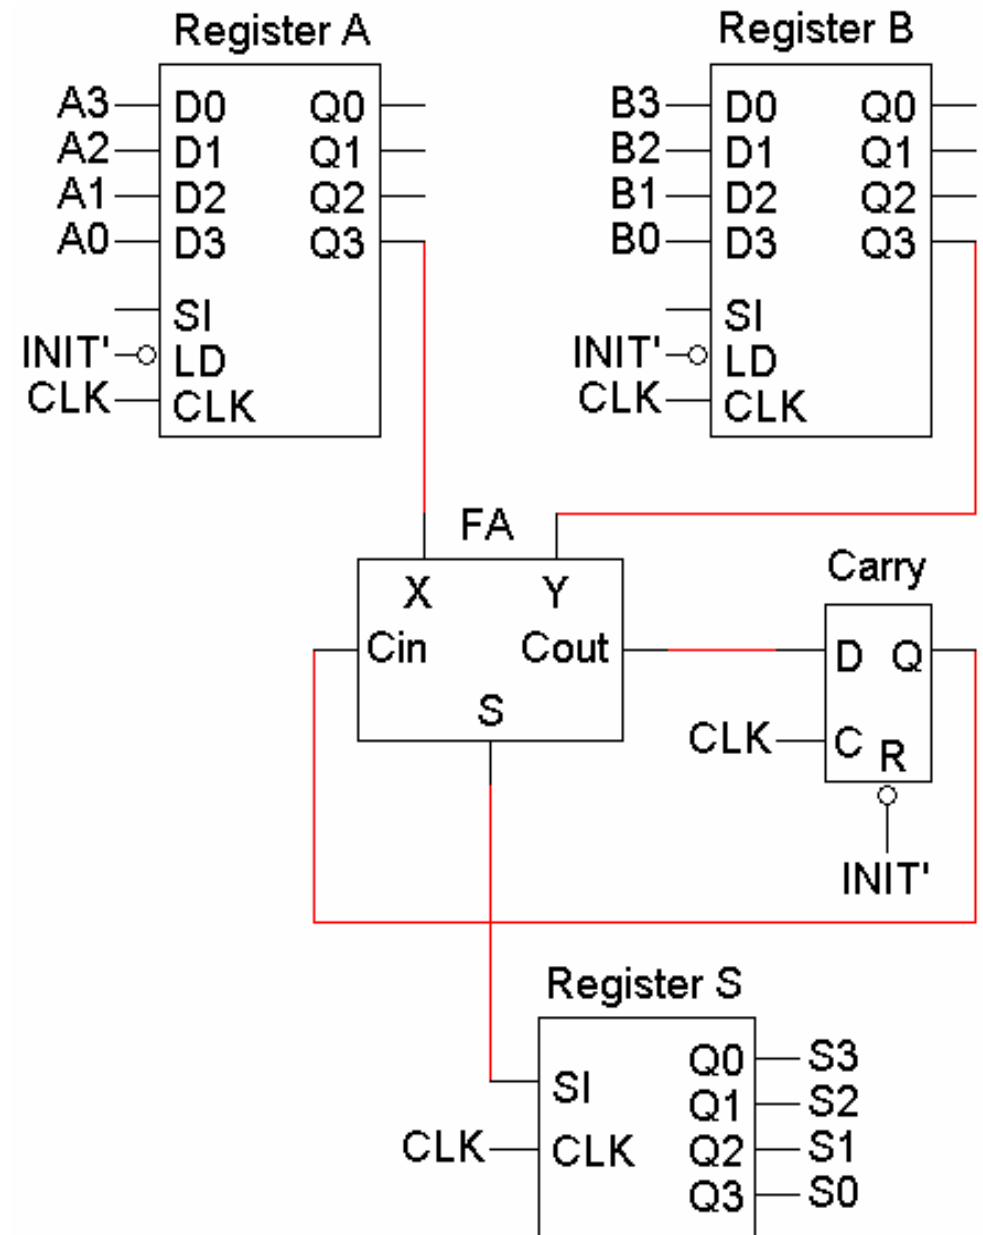 Register A
Register B
A3 D0 Q0
A2 D1 Q1
A1 D2 Q2
A0 D3 Q3
SI
INIT' LD
CLK CLK
B3 D0 Q0
B2 D1 Q1
B1 D2 Q2
B0 D3 Q3
SI
INIT' LD
CLK CLK
FA
X Y
Cin Cout
S
Carry
D Q
CLK C R
INIT'
Register S
SI
CLK CLK
Q0 S3
Q1 S2
Q2 S1
Q3 S0